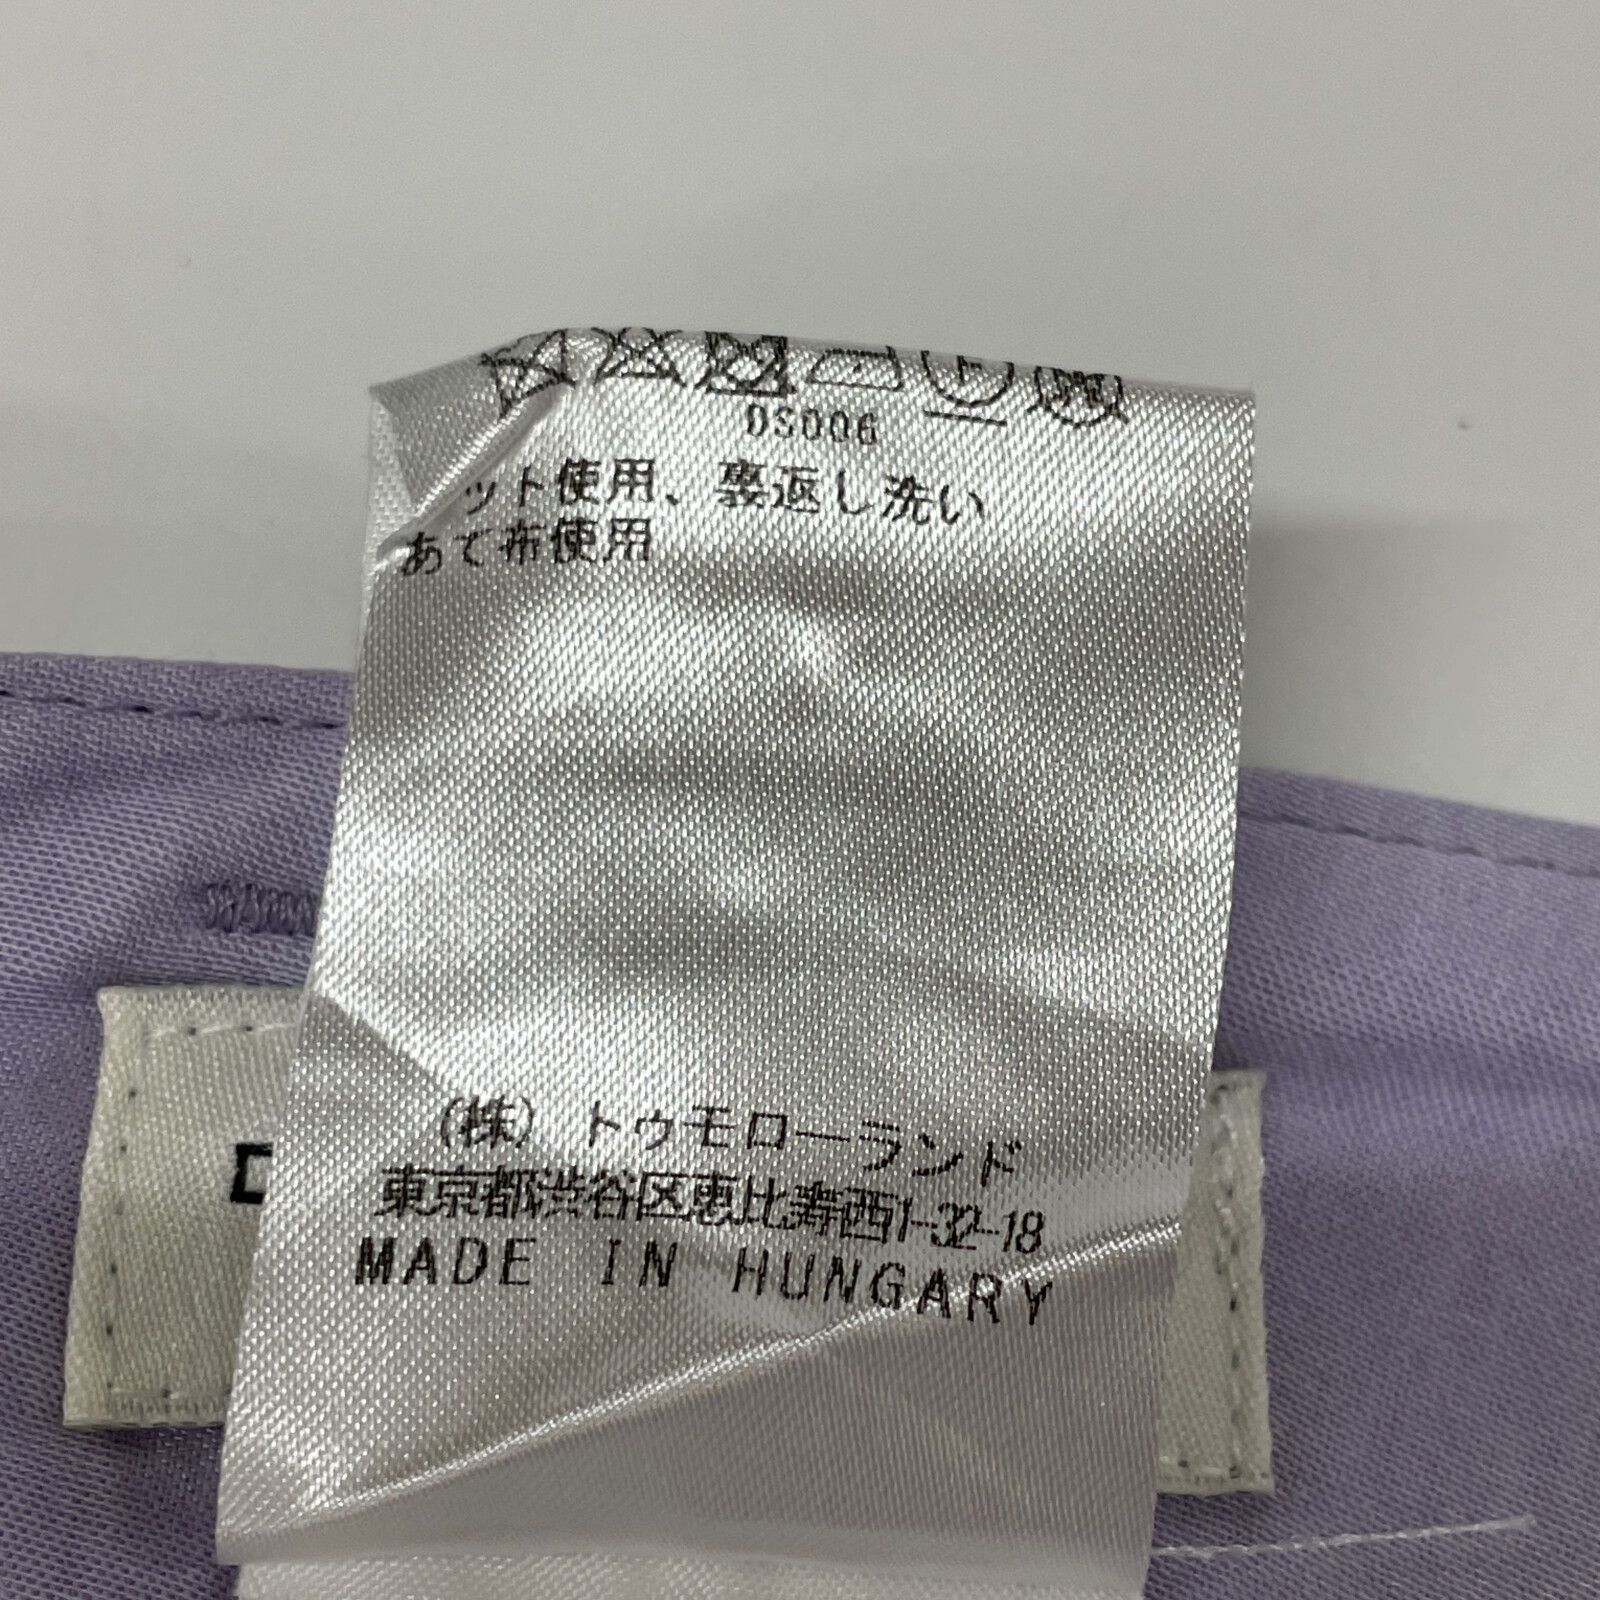 DS006
ット使用、裏返し洗い
あて布使用
(株) トゥモローランド
東京都渋谷区恵比寿西1-32-18
MADE IN HUNGARY